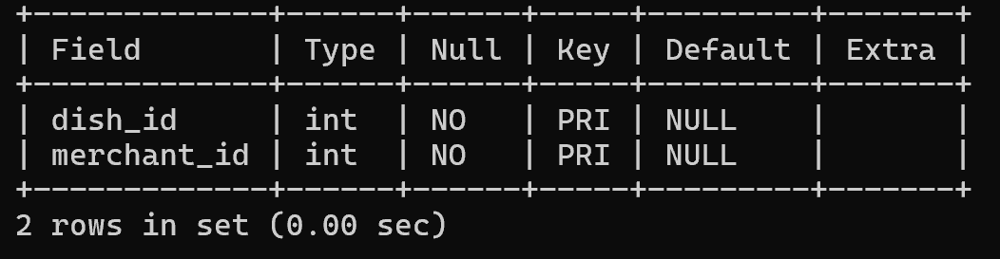 +-------------+------+------+-----+---------+-------+
| Field       | Type | Null | Key | Default | Extra |
+-------------+------+------+-----+---------+-------+
| dish_id     | int  | NO   | PRI | NULL    |       |
| merchant_id | int  | NO   | PRI | NULL    |       |
+-------------+------+------+-----+---------+-------+
2 rows in set (0.00 sec)